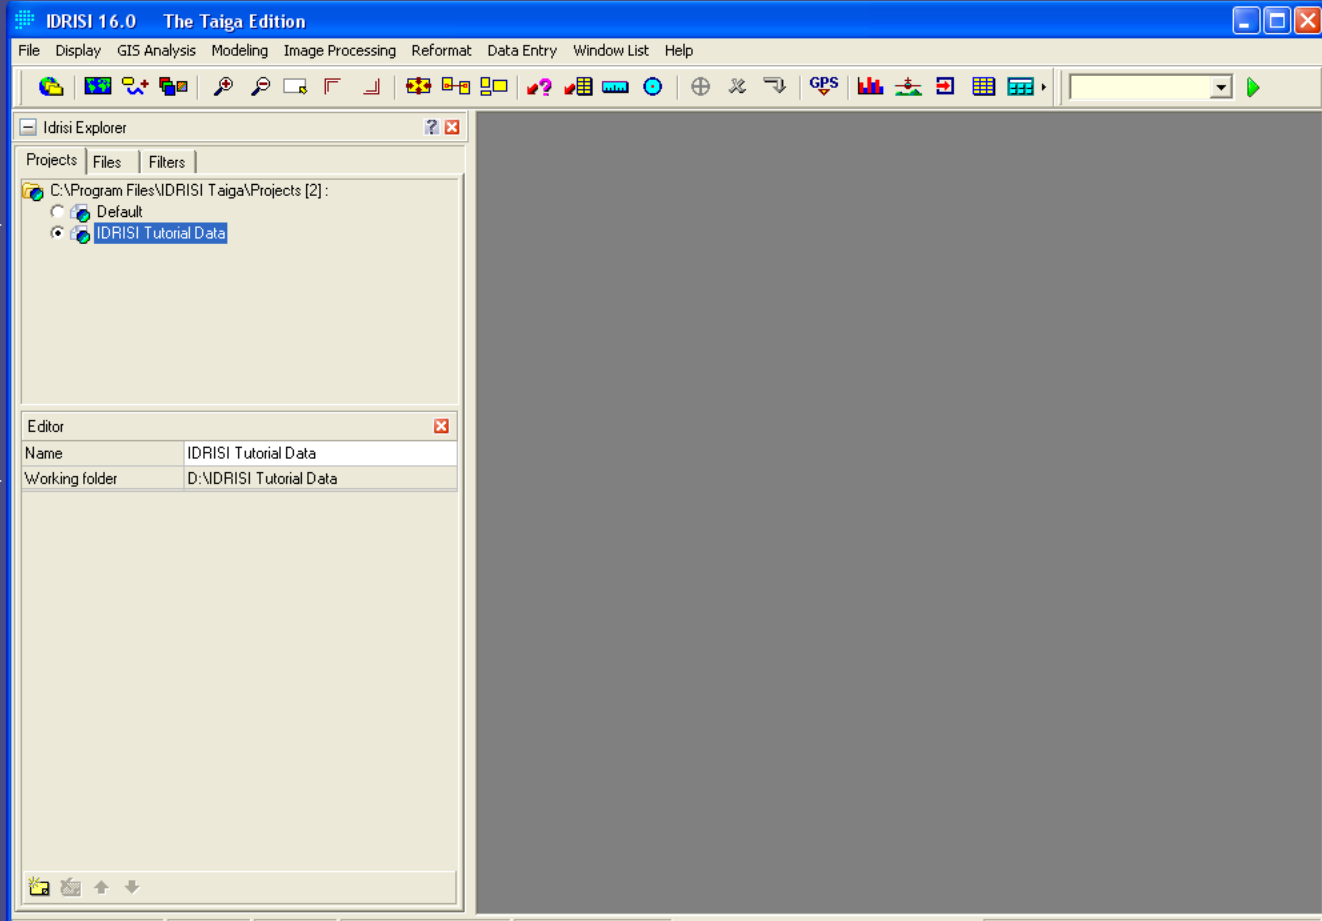 IDRISI 16.0 The Taiga Edition
File Display GIS Analysis Modeling Image Processing Reformat Data Entry Window List Help
GPS
Idrisi Explorer
Projects Files Filters
C:\Program Files\IDRISI Taiga\Projects [2] :
Default
IDRISI Tutorial Data
Editor
Name IDRISI Tutorial Data
Working folder D:\IDRISI Tutorial Data